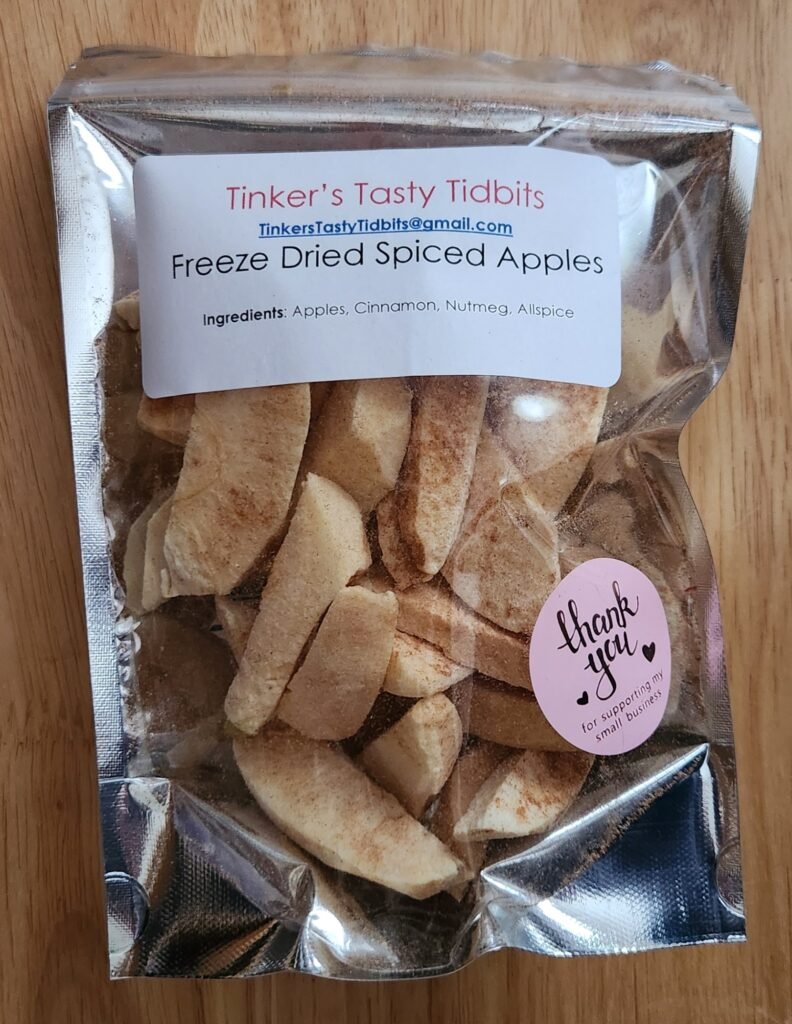 Tinker's Tasty Tidbits
TinkersTastyTidbits@gmail.com
Freeze Dried Spiced Apples
Ingredients: Apples, Cinnamon, Nutmeg, Allspice
thank
you
for supporting my
small business